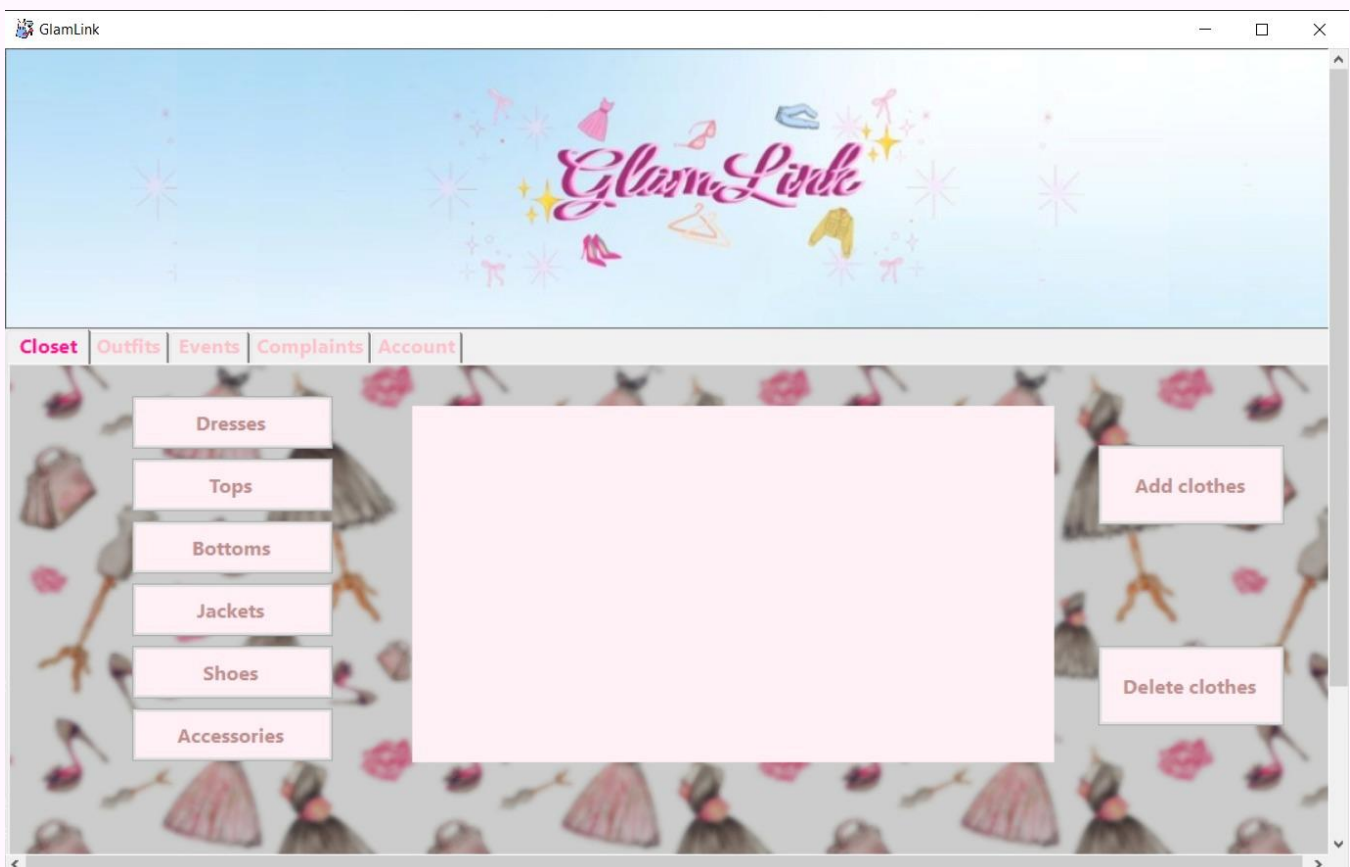 GlamLink
GlamLink
Closet Outfits Events Complaints Account
Dresses
Tops
Bottoms
Jackets
Shoes
Accessories
Add clothes
Delete clothes